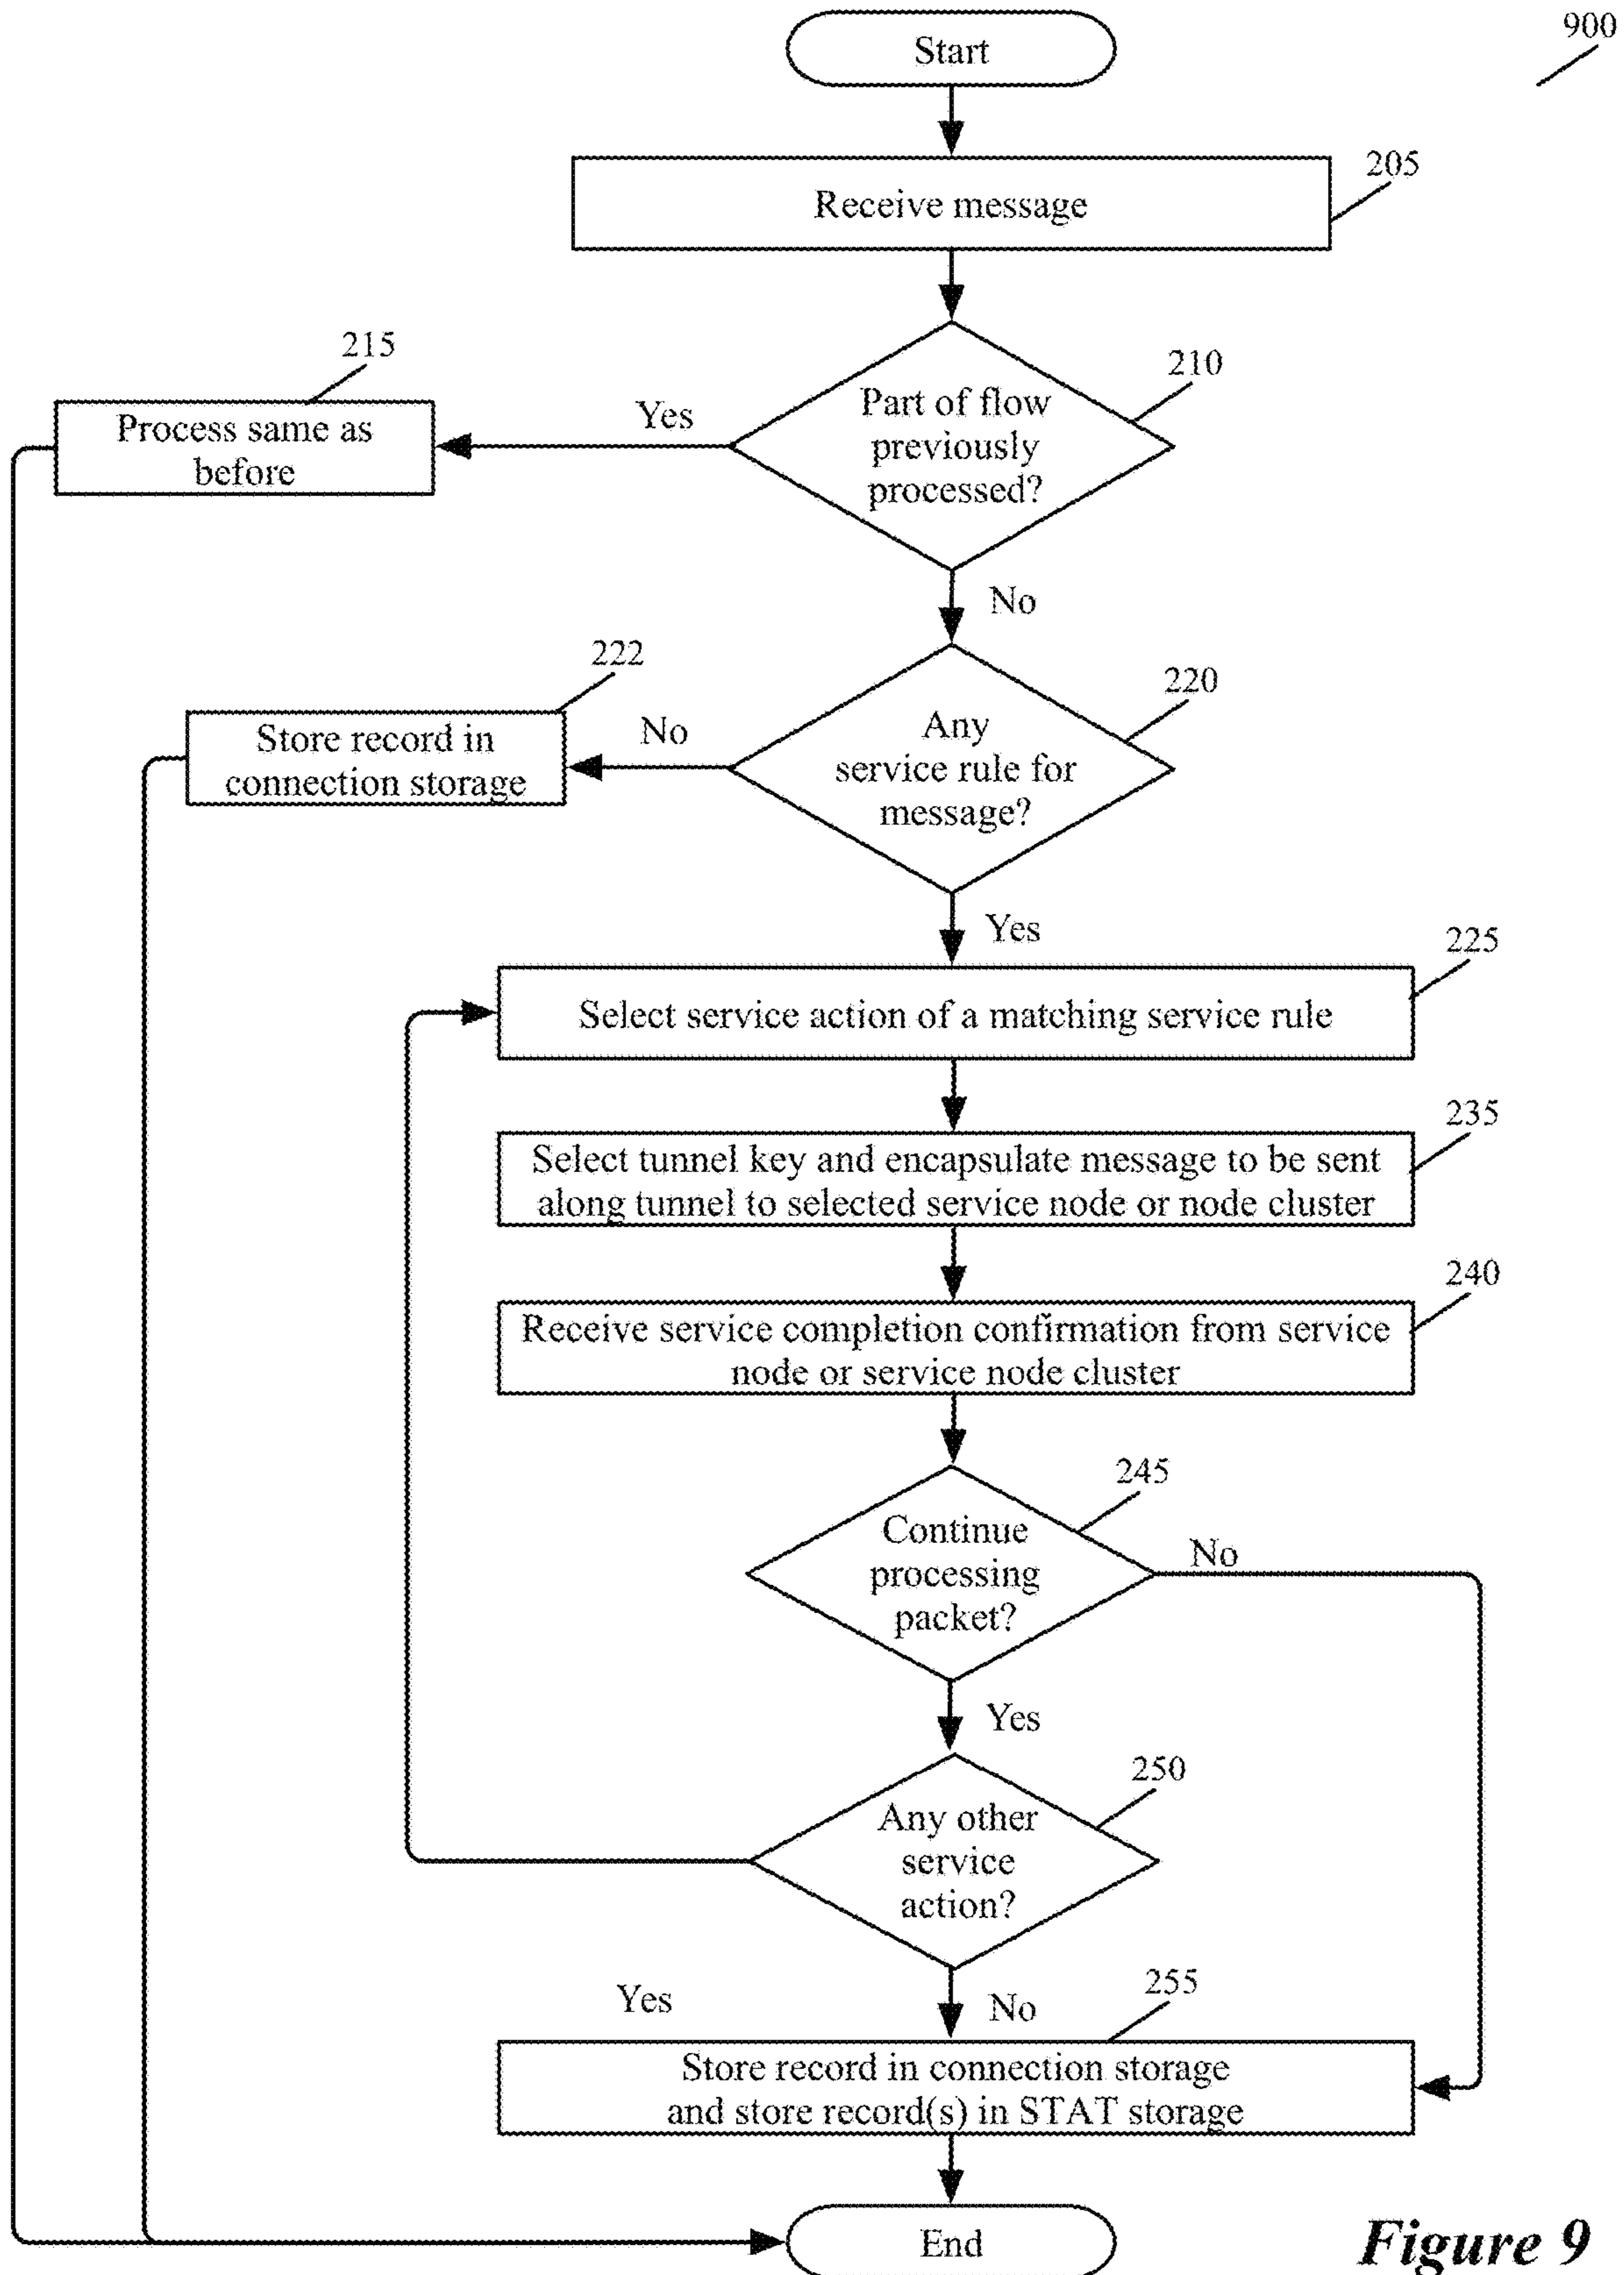 900
Start
205
Receive message
210
Part of flow
previously
processed?
Yes
215
Process same as
before
No
220
Any
service rule for
message?
No
222
Store record in
connection storage
Yes
225
Select service action of a matching service rule
235
Select tunnel key and encapsulate message to be sent
along tunnel to selected service node or node cluster
240
Receive service completion confirmation from service
node or service node cluster
245
Continue
processing
packet?
No
Yes
250
Any other
service
action?
Yes
No
255
Store record in connection storage
and store record(s) in STAT storage
End
Figure 9